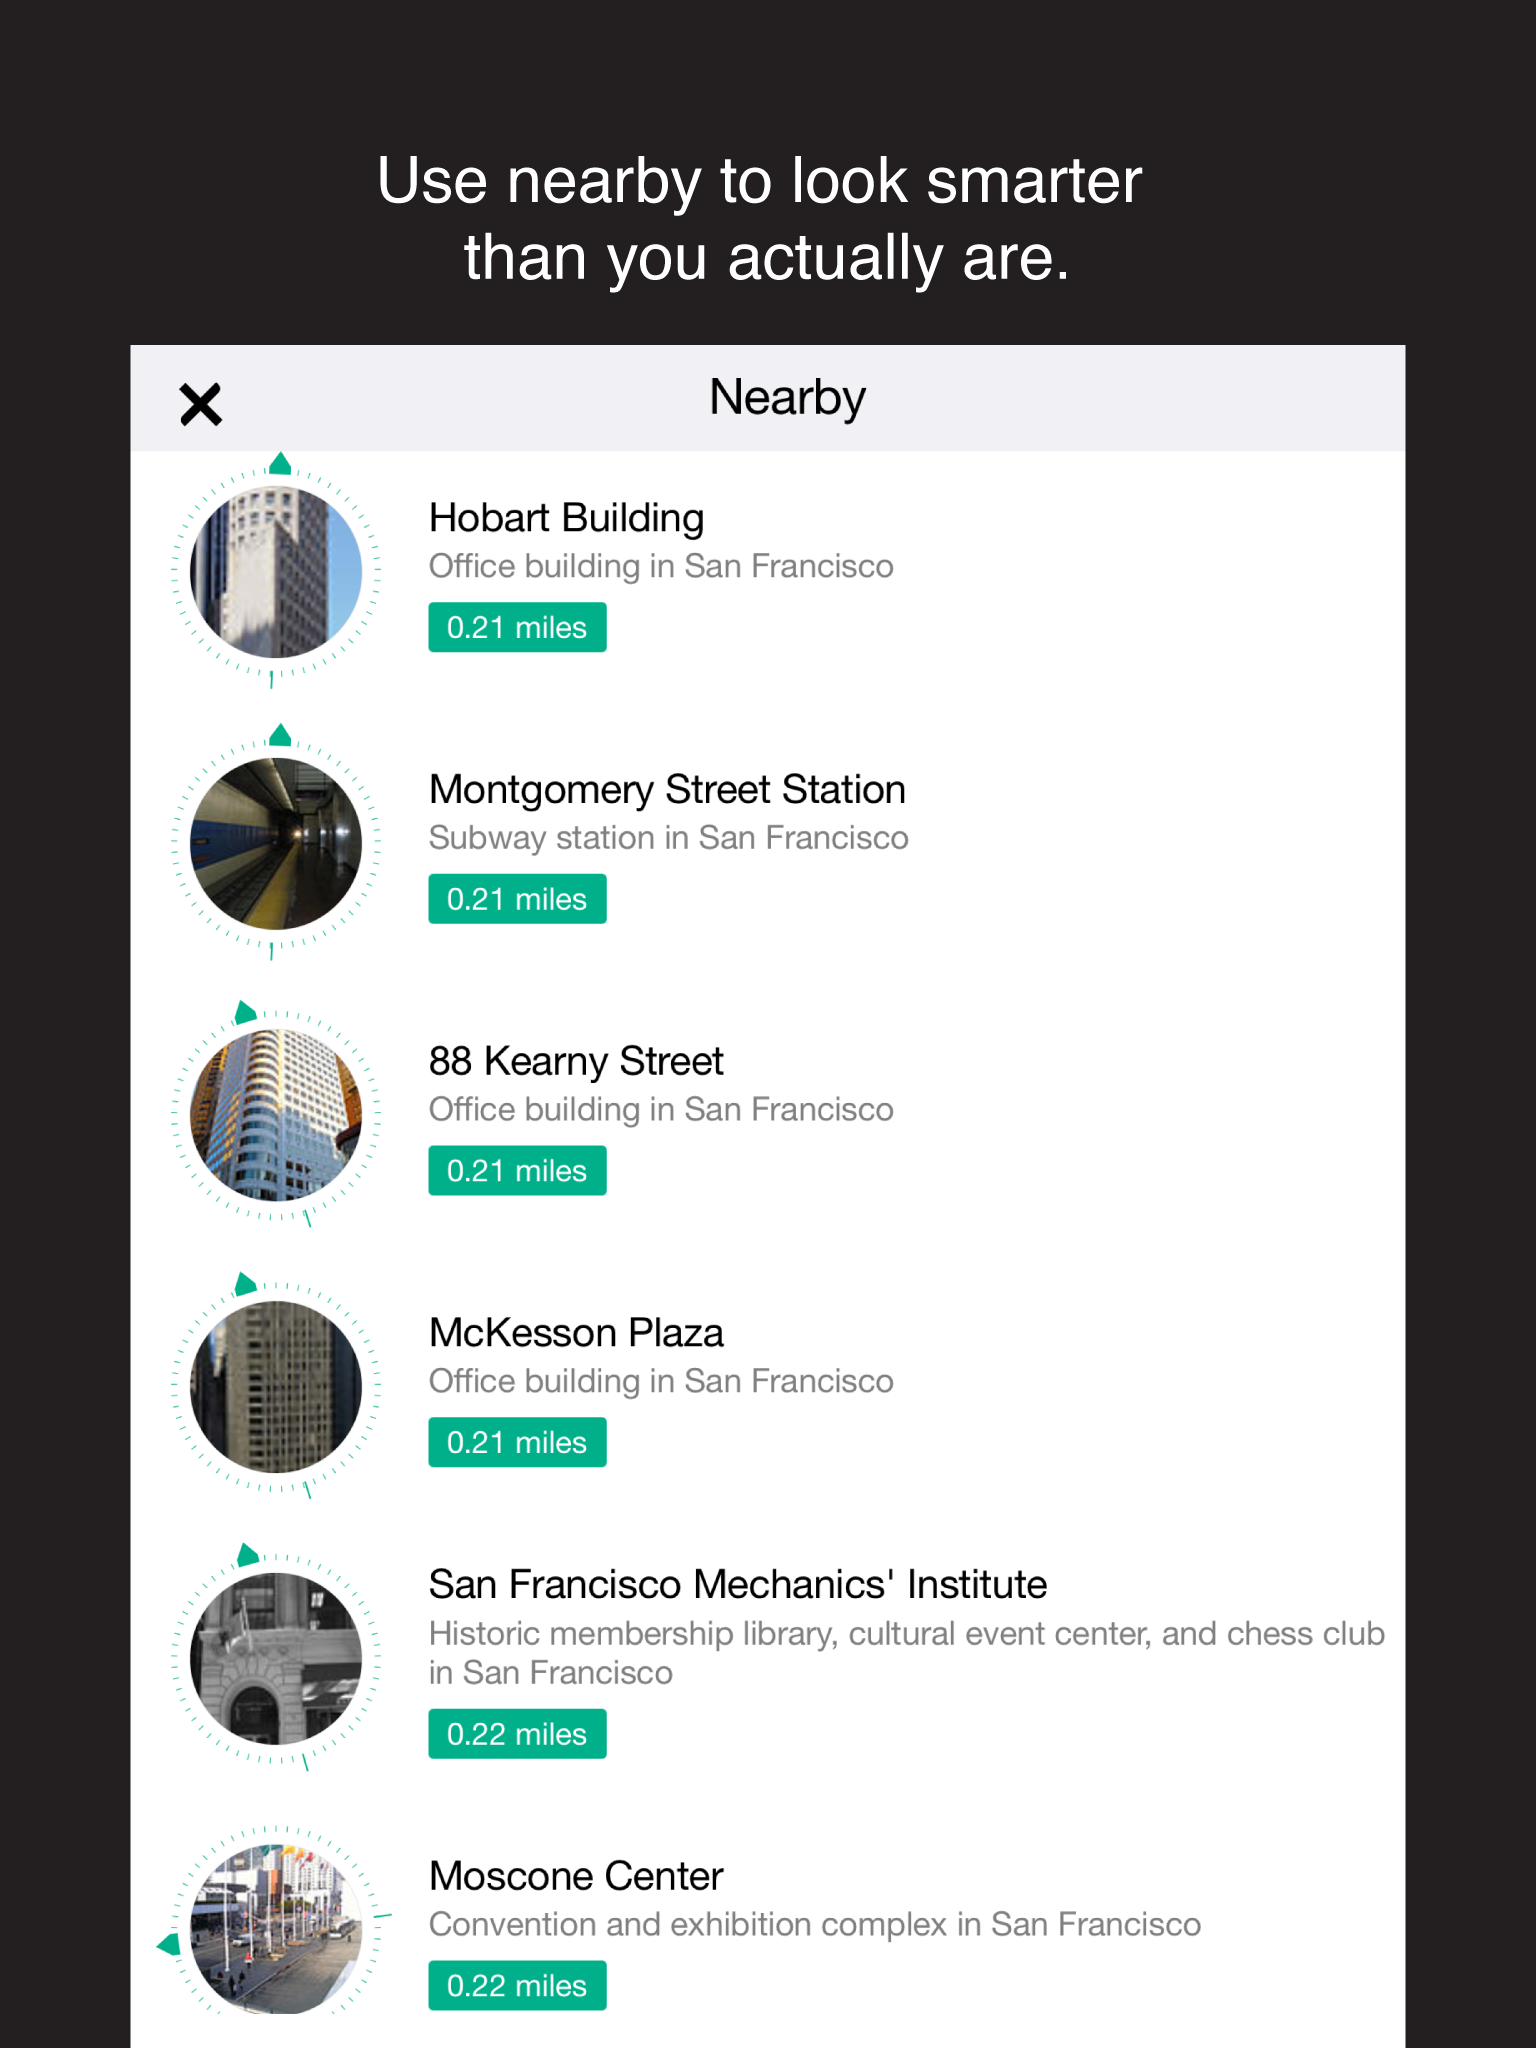 Use nearby to look smarter
than you actually are.
Nearby
Hobart Building
Office building in San Francisco
0.21 miles
Montgomery Street Station
Subway station in San Francisco
0.21 miles
88 Kearny Street
Office building in San Francisco
0.21 miles
McKesson Plaza
Office building in San Francisco
0.21 miles
San Francisco Mechanics' Institute
Historic membership library, cultural event center, and chess club
in San Francisco
0.22 miles
Moscone Center
Convention and exhibition complex in San Francisco
0.22 miles